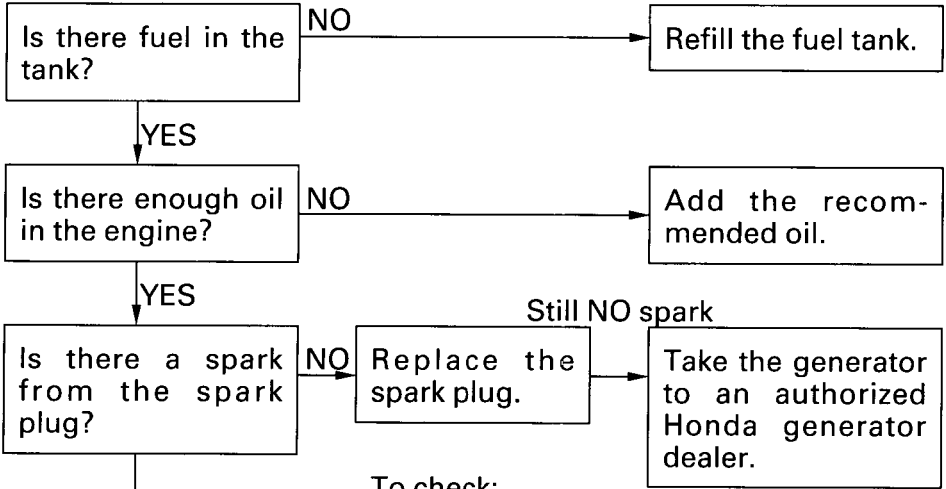 Is there fuel in the
tank?
NO
Refill the fuel tank.
YES
Is there enough oil
in the engine?
NO
Add the recom-
mended oil.
YES
Is there a spark
from the spark
plug?
NO
Replace the
spark plug.
Still NO spark
Take the generator
to an authorized
Honda generator
dealer.
To check: